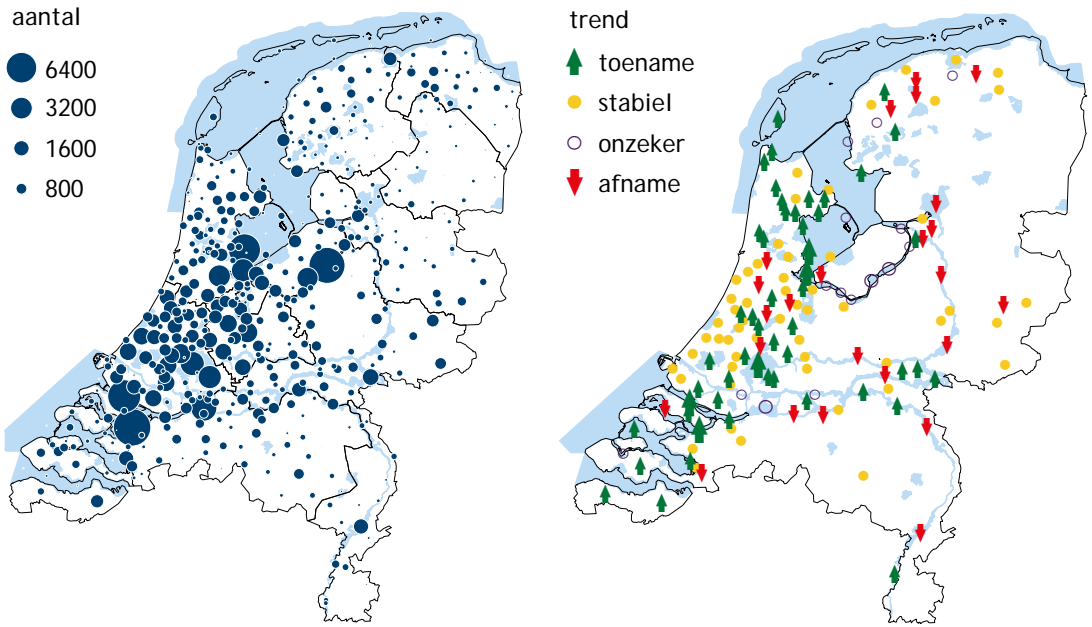 aantal
6400
3200
1600
800
trend
toename
stabiel
onzeker
afname